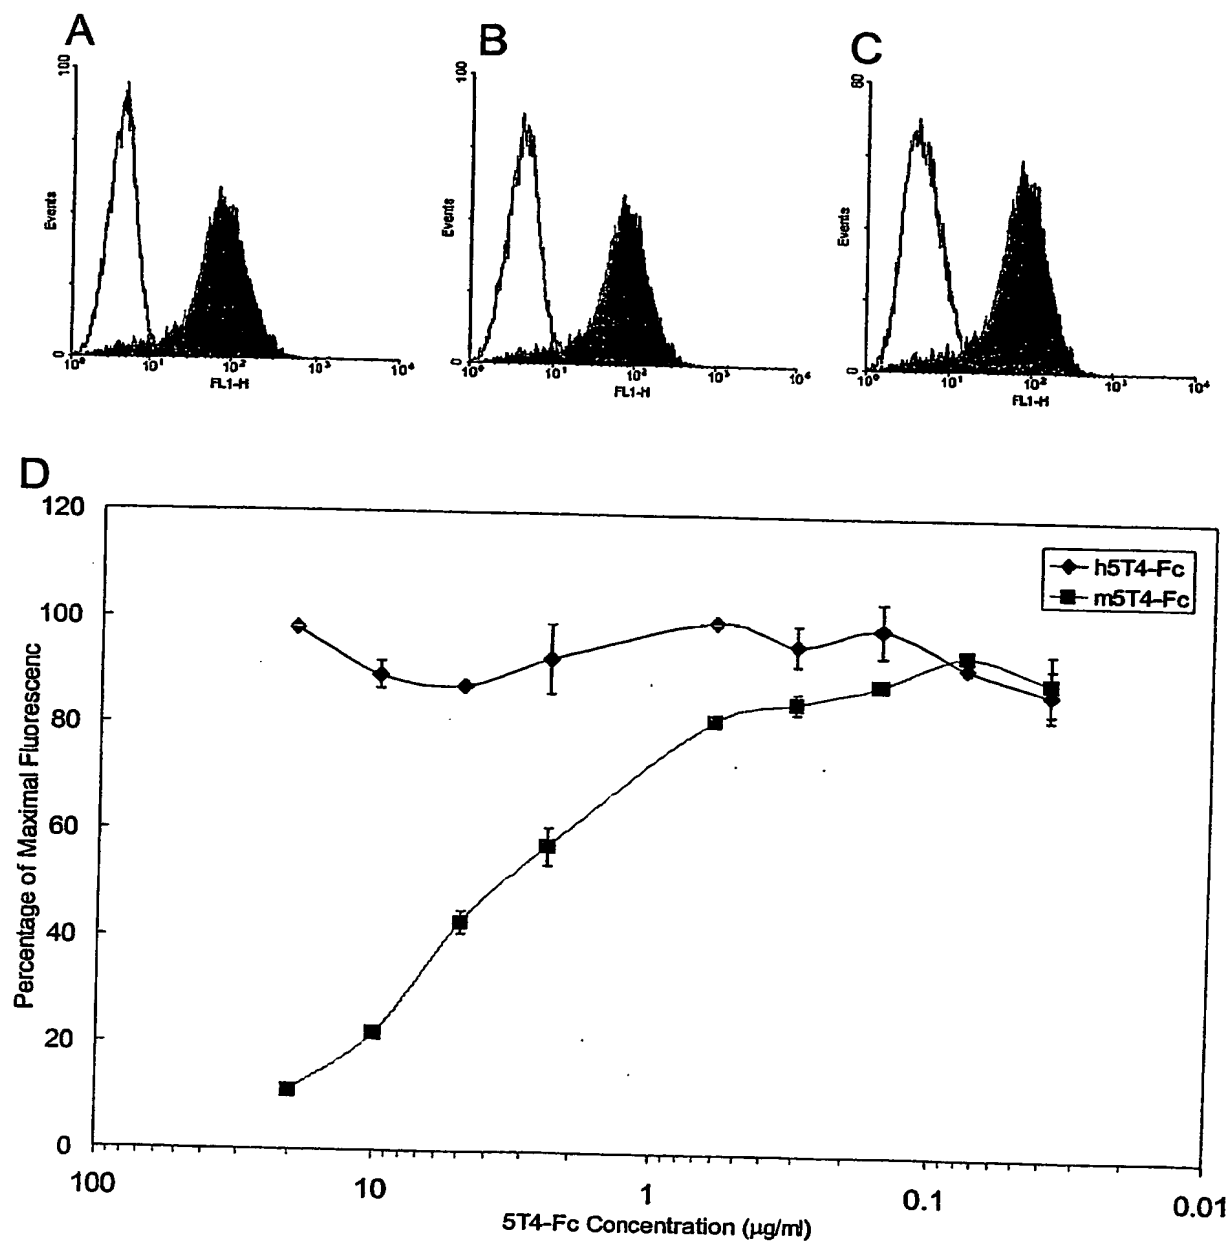 A
B
C
100
Events
0
10⁰ 10¹ 10² 10³ 10⁴
FL1-H
100
Events
0
10⁰ 10¹ 10² 10³ 10⁴
FL1-H
80
Events
0
10⁰ 10¹ 10² 10³ 10⁴
FL1-H
D
120
100
80
60
40
20
0
Percentage of Maximal Fluorescenc
h5T4-Fc
m5T4-Fc
100 10 1 0.1 0.01
5T4-Fc Concentration (µg/ml)